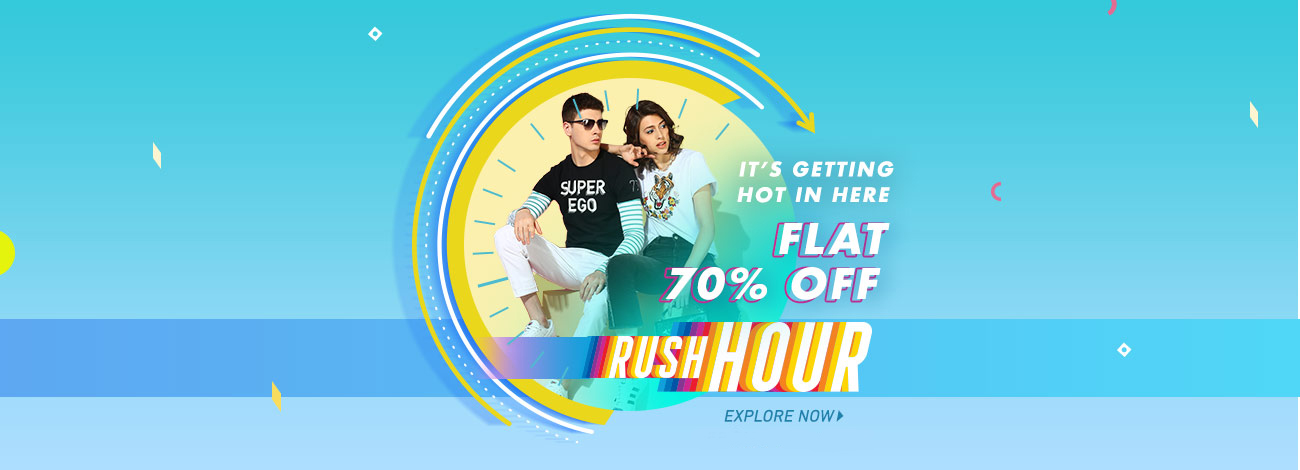 SUPER
EGO
IT'S GETTING
HOT IN HERE
FLAT
70% OFF
RUSH HOUR
EXPLORE NOW